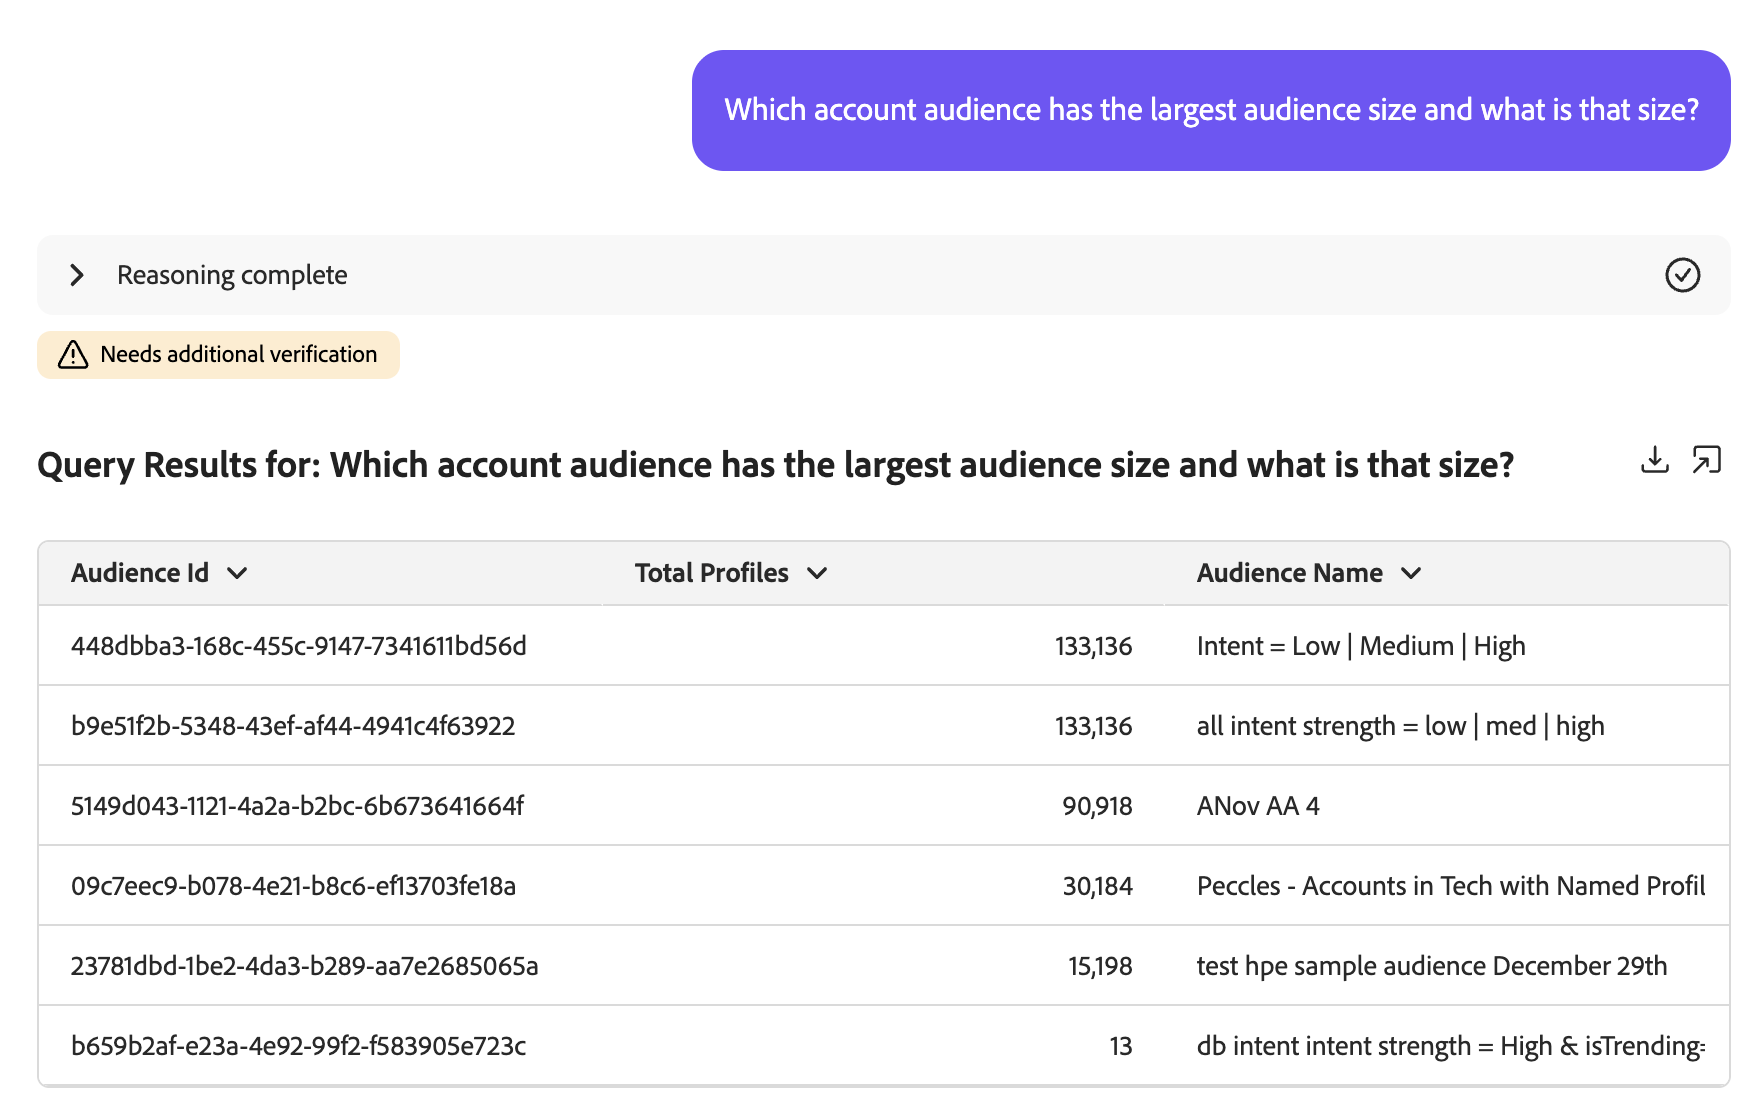 Which account audience has the largest audience size and what is that size?
Reasoning complete
Needs additional verification
Query Results for: Which account audience has the largest audience size and what is that size?
Audience Id Total Profiles Audience Name
448dbba3-168c-455c-9147-7341611bd56d 133,136 Intent = Low | Medium | High
b9e51f2b-5348-43ef-af44-4941c4f63922 133,136 all intent strength = low | med | high
5149d043-1121-4a2a-b2bc-6b673641664f 90,918 ANov AA 4
09c7eec9-b078-4e21-b8c6-ef13703fe18a 30,184 Peccles - Accounts in Tech with Named Profil
23781dbd-1be2-4da3-b289-aa7e2685065a 15,198 test hpe sample audience December 29th
b659b2af-e23a-4e92-99f2-f583905e723c 13 db intent intent strength = High & isTrending=